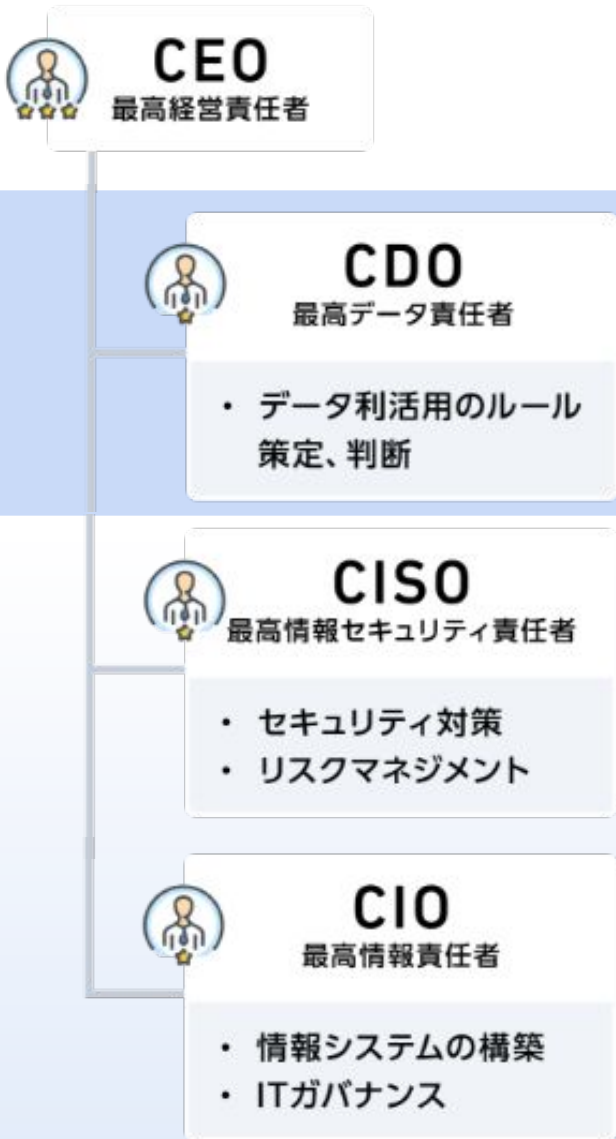 CEO
最高経営責任者
CDO
最高データ責任者
・ データ利活用のルール
策定、判断
CISO
最高情報セキュリティ責任者
・ セキュリティ対策
・ リスクマネジメント
CIO
最高情報責任者
・ 情報システムの構築
・ ITガバナンス